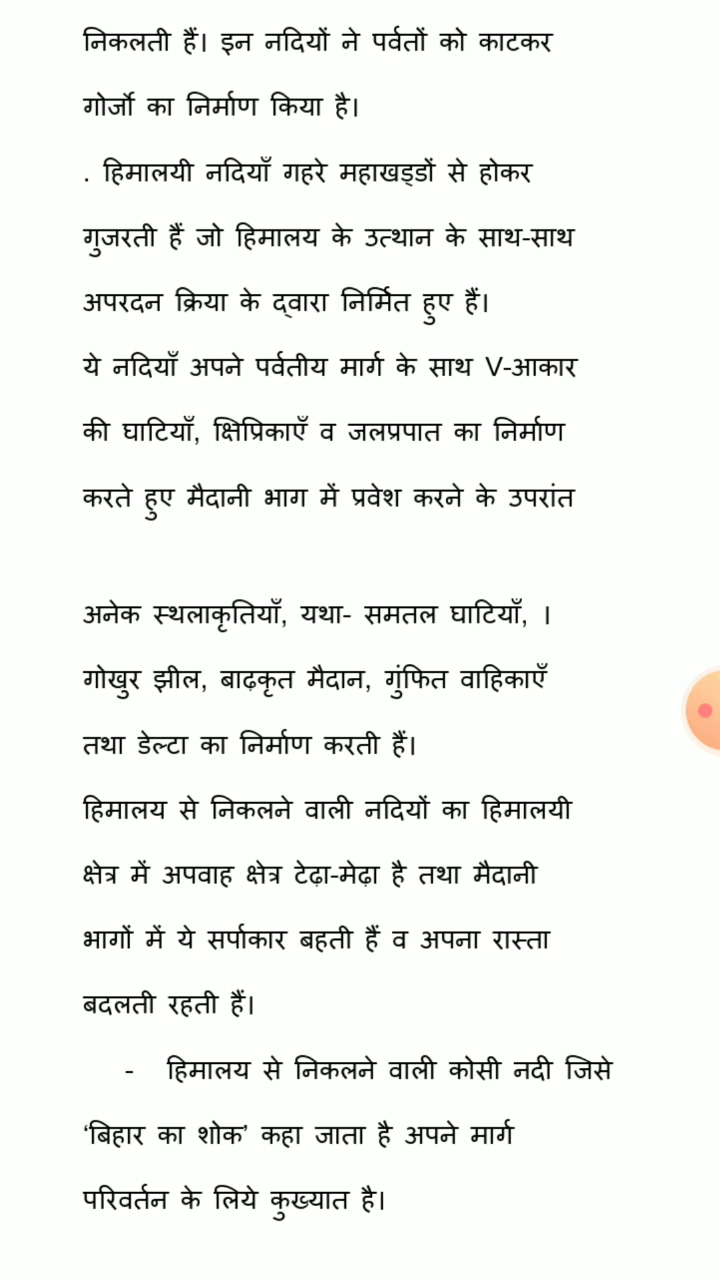 निकलती हैं। इन नदियों ने पर्वतों को काटकर
गोर्जो का निर्माण किया है।
. हिमालयी नदियाँ गहरे महाखड्डों से होकर
गुजरती हैं जो हिमालय के उत्थान के साथ-साथ
अपरदन क्रिया के द्वारा निर्मित हुए हैं।
ये नदियाँ अपने पर्वतीय मार्ग के साथ V-आकार
की घाटियाँ, क्षिप्रिकाएँ व जलप्रपात का निर्माण
करते हुए मैदानी भाग में प्रवेश करने के उपरांत
अनेक स्थलाकृतियाँ, यथा- समतल घाटियाँ, ।
गोखुर झील, बाढ़कृत मैदान, गुंफित वाहिकाएँ
तथा डेल्टा का निर्माण करती हैं।
हिमालय से निकलने वाली नदियों का हिमालयी
क्षेत्र में अपवाह क्षेत्र टेढ़ा-मेढ़ा है तथा मैदानी
भागों में ये सर्पाकार बहती हैं व अपना रास्ता
बदलती रहती हैं।
- हिमालय से निकलने वाली कोसी नदी जिसे
‘बिहार का शोक’ कहा जाता है अपने मार्ग
परिवर्तन के लिये कुख्यात है।